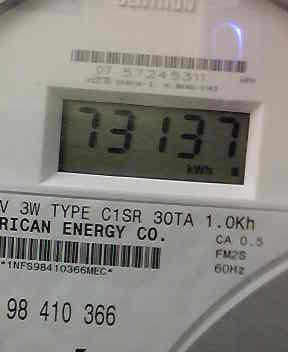 07 57245311
73137
kWh
V 3W TYPE C1SR 30TA 1.0Kh
RICAN ENERGY CO.
CA 0.5
FM2S
60Hz
*1NFS98410366MEC*
98 410 366